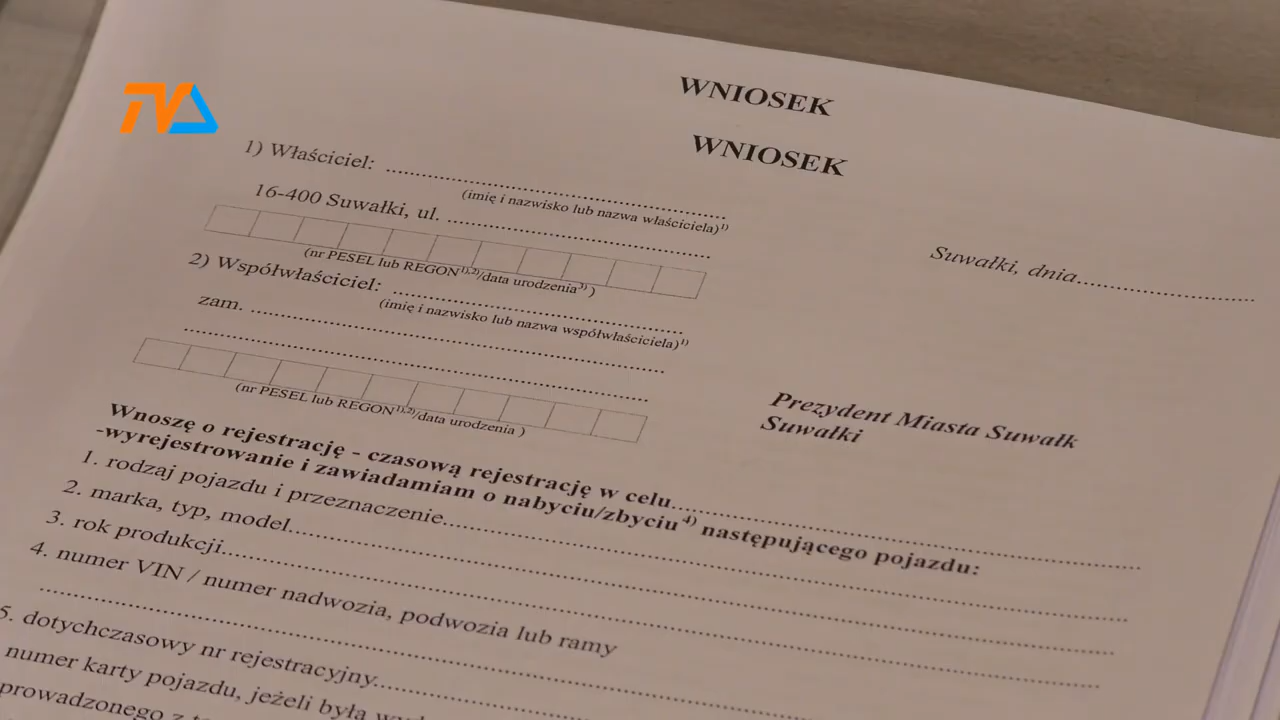 TVA
WNIOSEK
WNIOSEK
1) Właściciel: ............................................................
(imię i nazwisko lub nazwa właściciela)¹⁾
16-400 Suwałki, ul. ................................................
(nr PESEL lub REGON¹⁾,²⁾/data urodzenia³⁾ )
Suwałki, dnia..............................
2) Współwłaściciel: ....................................................
(imię i nazwisko lub nazwa współwłaściciela)¹⁾
zam. ............................................................
............................................................
(nr PESEL lub REGON¹⁾,²⁾/data urodzenia )
Prezydent Miasta Suwałk
Suwałki
Wnoszę o rejestrację - czasową rejestrację w celu............................................................
-wyrejestrowanie i zawiadamiam o nabyciu/zbyciu⁴⁾ następującego pojazdu:
1. rodzaj pojazdu i przeznaczenie............................................................
2. marka, typ, model............................................................
3. rok produkcji............................................................
4. numer VIN / numer nadwozia, podwozia lub ramy
............................................................
5. dotychczasowy nr rejestracyjny............................................................
numer karty pojazdu, jeżeli była
prowadzonego z